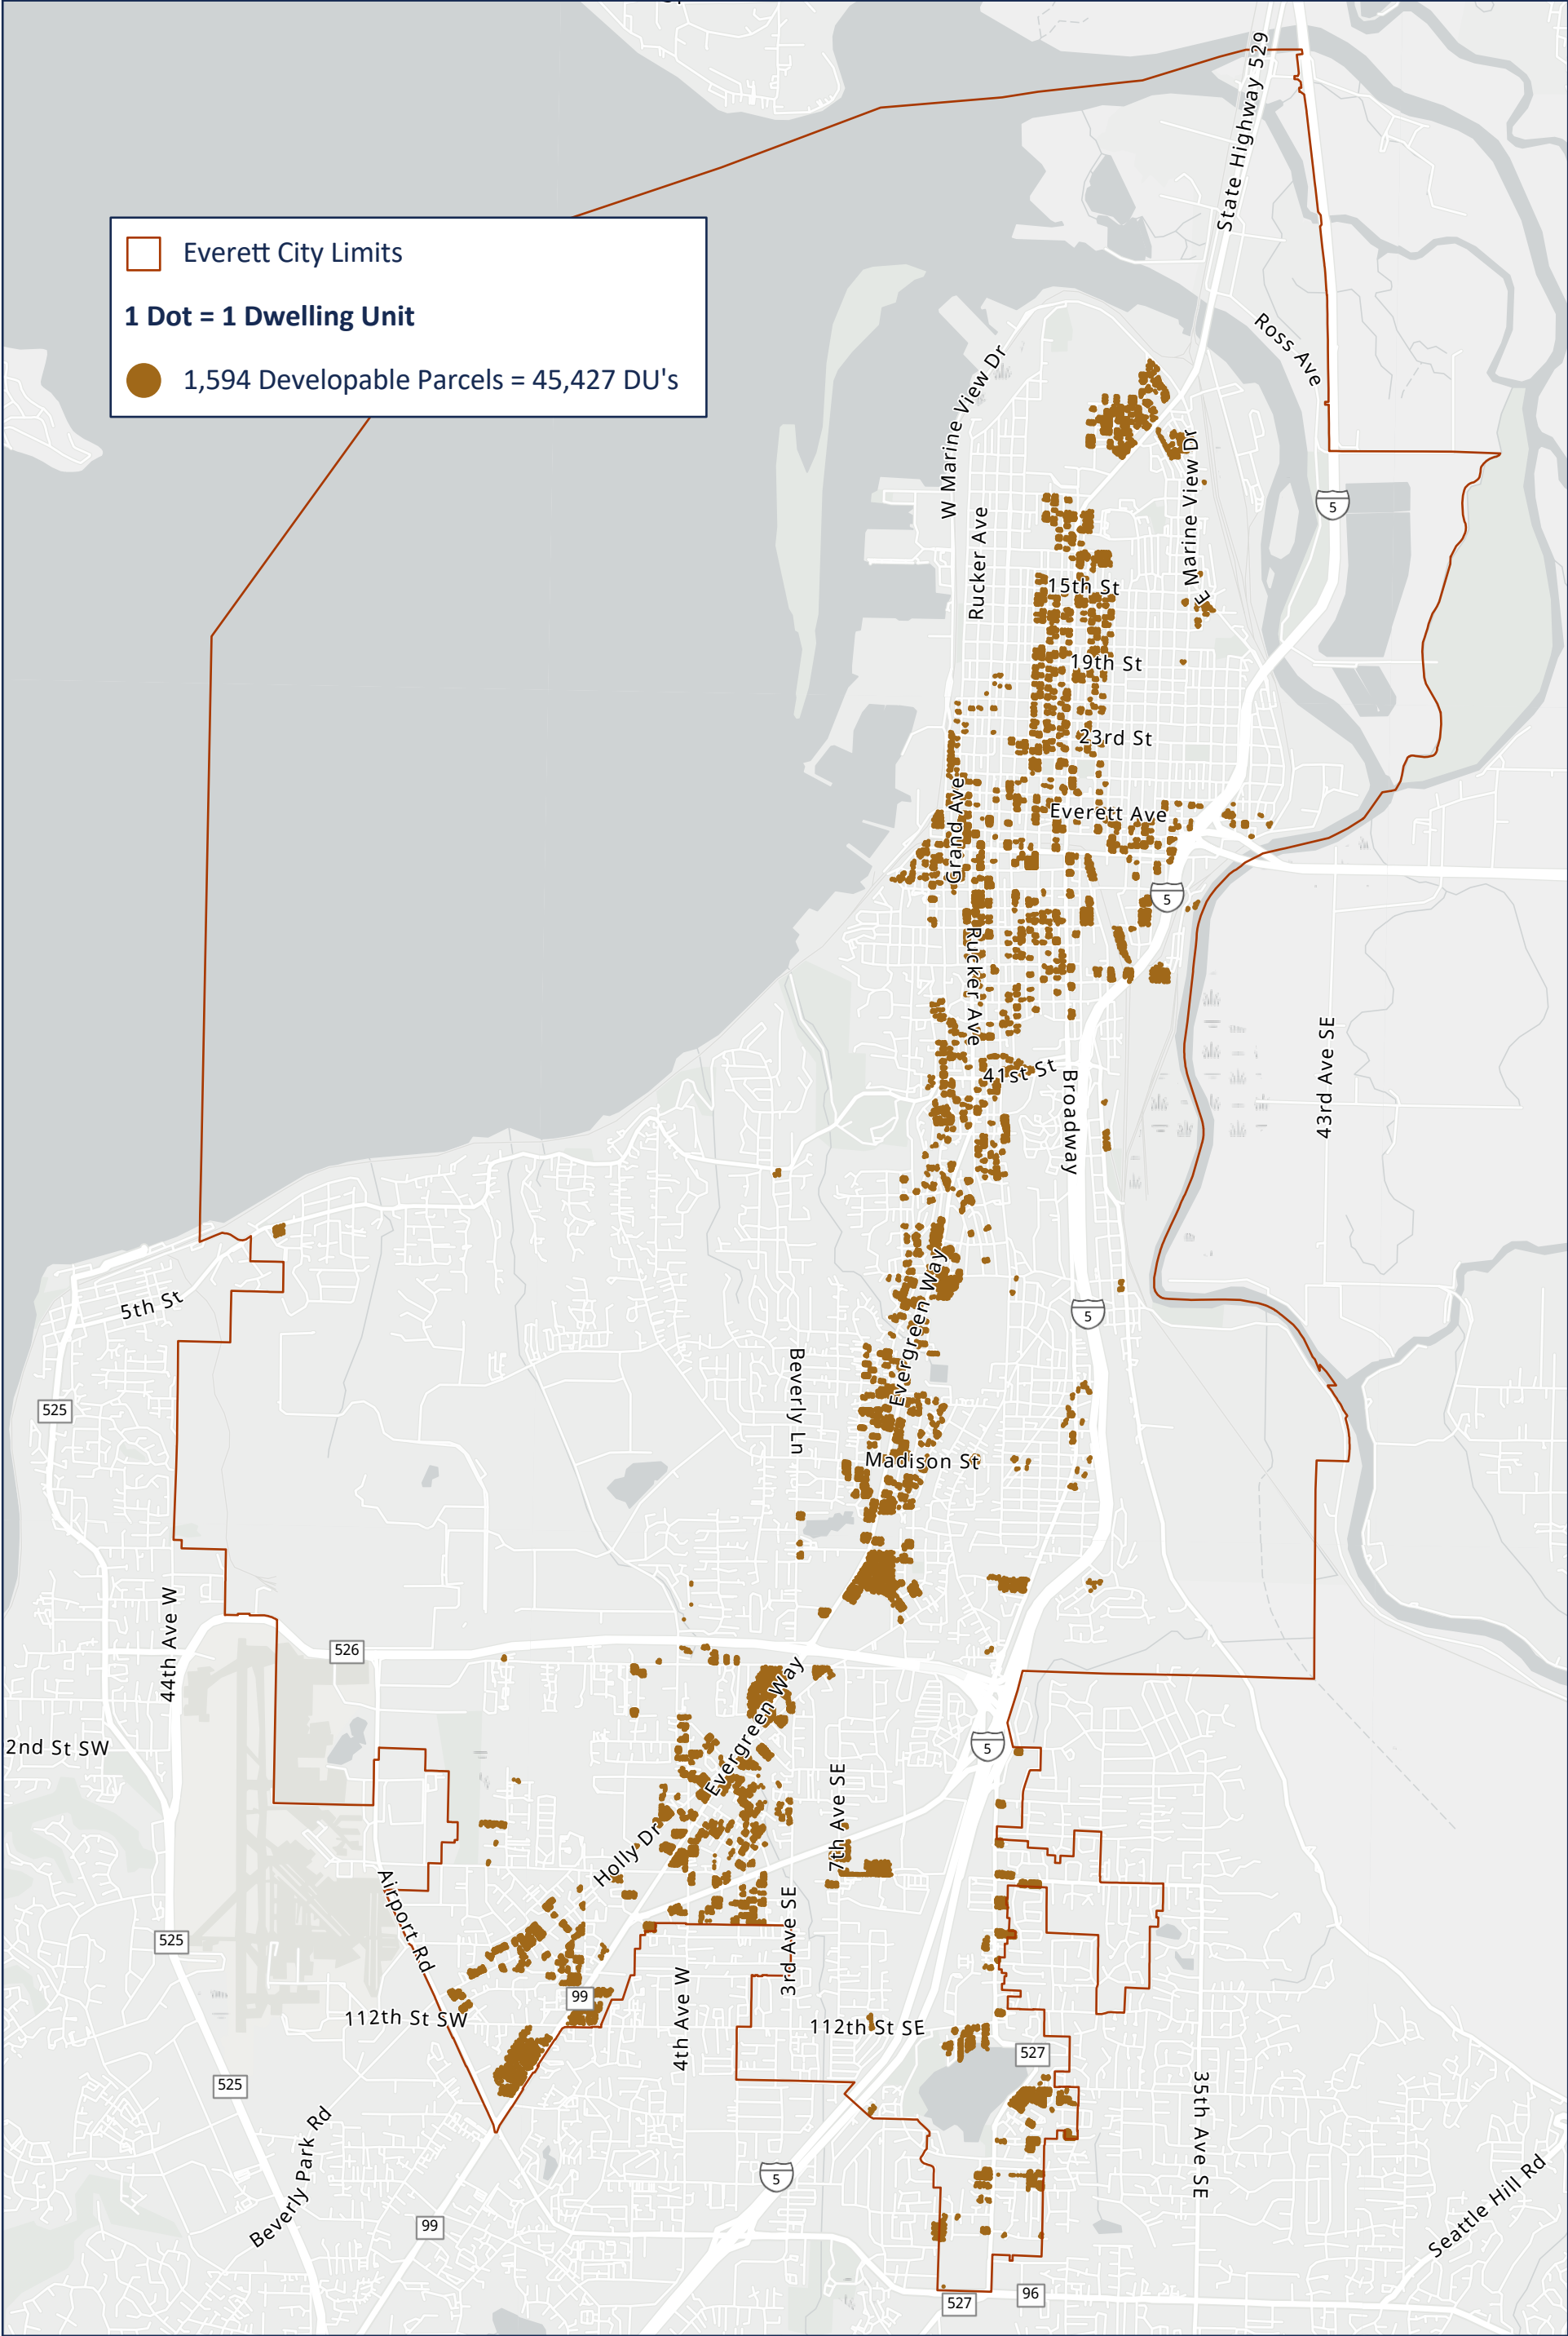 State Highway 529
Everett City Limits
1 Dot = 1 Dwelling Unit
1,594 Developable Parcels = 45,427 DU's
Ross Ave
W Marine View Dr
E Marine View Dr
5
Rucker Ave
15th St
19th St
23rd St
Grand Ave
Everett Ave
5
Rucker Ave
43rd Ave SE
41st St
Broadway
5th St
Evergreen Way
5
Beverly Ln
525
Madison St
44th Ave W
526
Evergreen Way
2nd St SW
5
7th Ave SE
Holly Dr
Airport Rd
3rd Ave SE
525
99
4th Ave W
112th St SW
112th St SE
527
525
35th Ave SE
Beverly Park Rd
5
Seattle Hill Rd
99
96
527